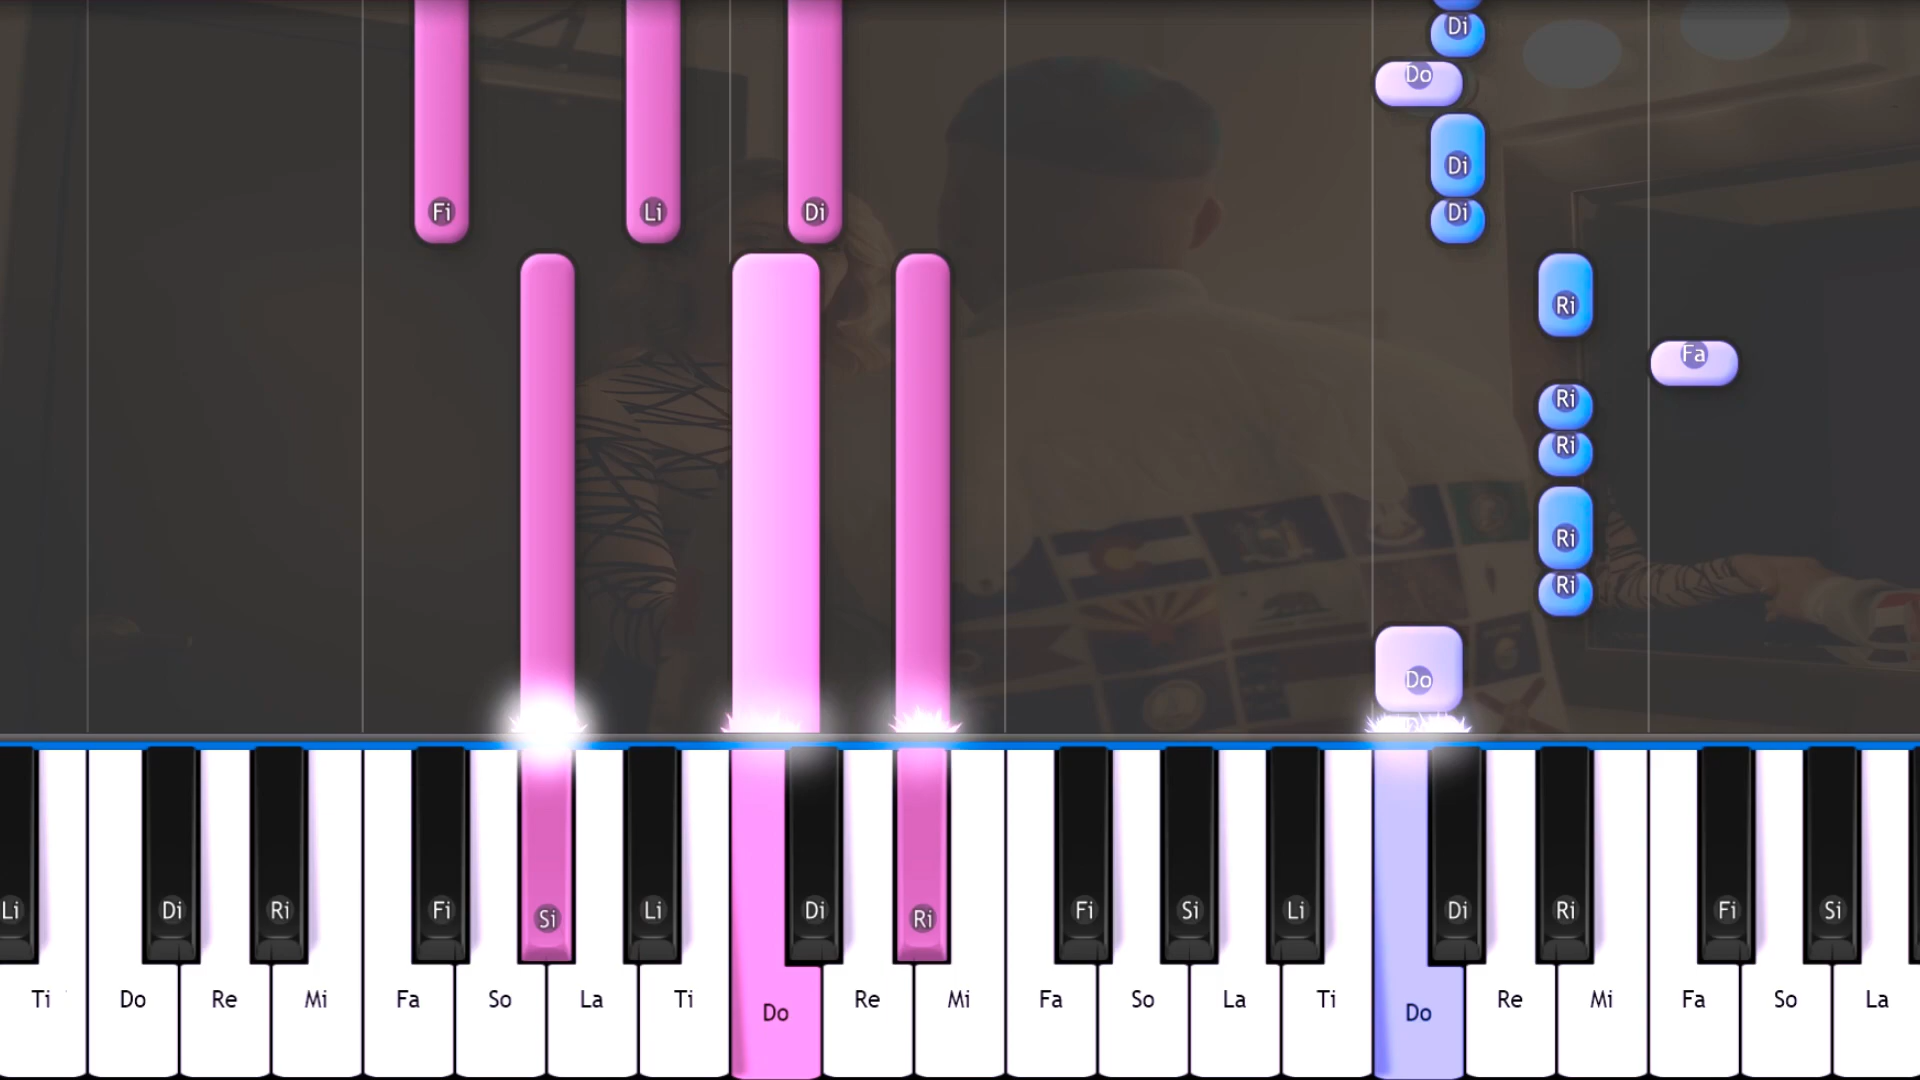 Di
Do
Di
Fi Li Di Di
Ri
Fa
Ri
Ri
Ri
Ri
Do
Li Di Ri Fi Si Li Di Ri Fi Si Li Di Ri Fi Si
Ti Do Re Mi Fa So La Ti Do Re Mi Fa So La Ti Do Re Mi Fa So La